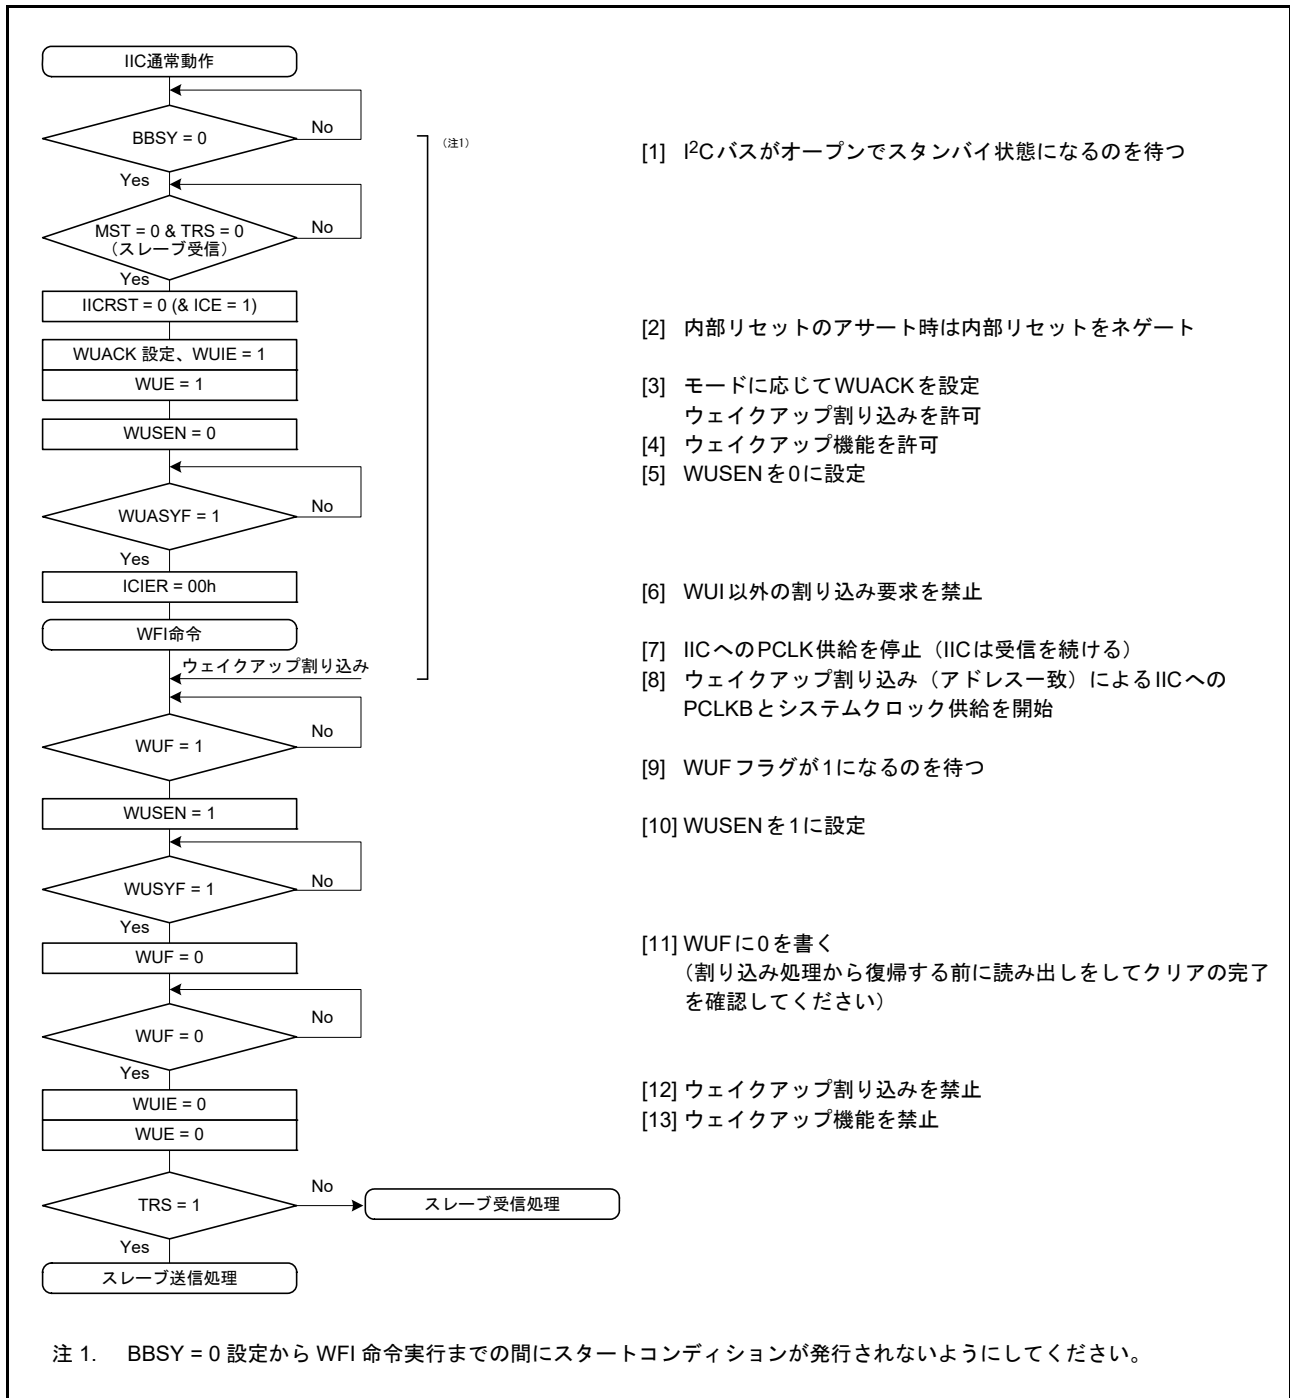 IIC通常動作
BBSY = 0
No
Yes
MST = 0 & TRS = 0
（スレーブ受信）
No
Yes
IICRST = 0 (& ICE = 1)
WUACK 設定、WUIE = 1
WUE = 1
WUSEN = 0
WUASYF = 1
No
Yes
ICIER = 00h
WFI命令
ウェイクアップ割り込み
WUF = 1
No
WUSEN = 1
WUSYF = 1
No
Yes
WUF = 0
WUF = 0
No
Yes
WUIE = 0
WUE = 0
TRS = 1
No
スレーブ受信処理
Yes
スレーブ送信処理
（注1）
[1] I2Cバスがオープンでスタンバイ状態になるのを待つ
[2] 内部リセットのアサート時は内部リセットをネゲート
[3] モードに応じてWUACKを設定
ウェイクアップ割り込みを許可
[4] ウェイクアップ機能を許可
[5] WUSENを0に設定
[6] WUI以外の割り込み要求を禁止
[7] IICへのPCLK供給を停止（IICは受信を続ける）
[8] ウェイクアップ割り込み（アドレス一致）によるIICへの
PCLKBとシステムクロック供給を開始
[9] WUFフラグが1になるのを待つ
[10] WUSENを1に設定
[11] WUFに0を書く
（割り込み処理から復帰する前に読み出しをしてクリアの完了
を確認してください）
[12] ウェイクアップ割り込みを禁止
[13] ウェイクアップ機能を禁止
注 1. BBSY = 0 設定から WFI 命令実行までの間にスタートコンディションが発行されないようにしてください。